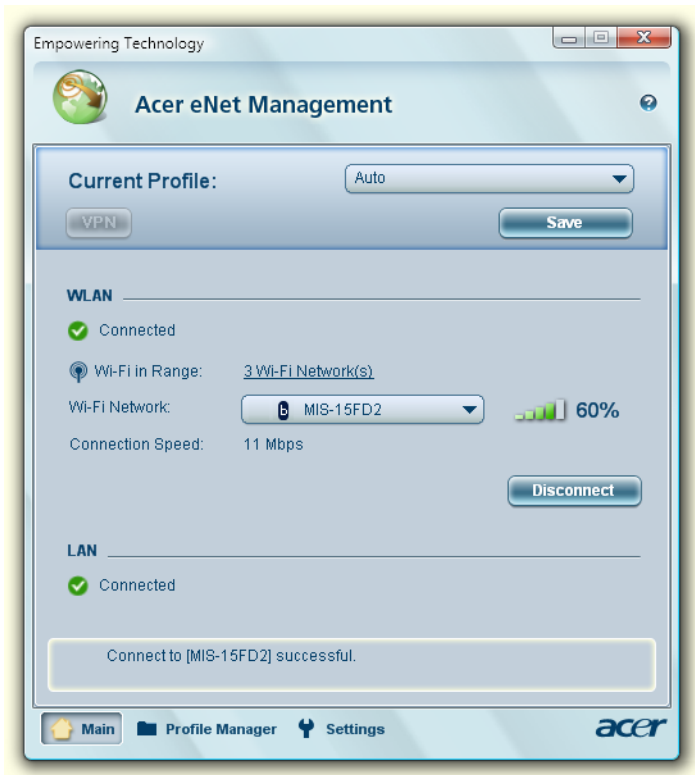 Empowering Technology
Acer eNet Management
Current Profile: Auto
VPN Save
WLAN
Connected
Wi-Fi in Range: 3 Wi-Fi Network(s)
Wi-Fi Network: b MIS-15FD2 60%
Connection Speed: 11 Mbps
Disconnect
LAN
Connected
Connect to [MIS-15FD2] successful.
Main Profile Manager Settings acer